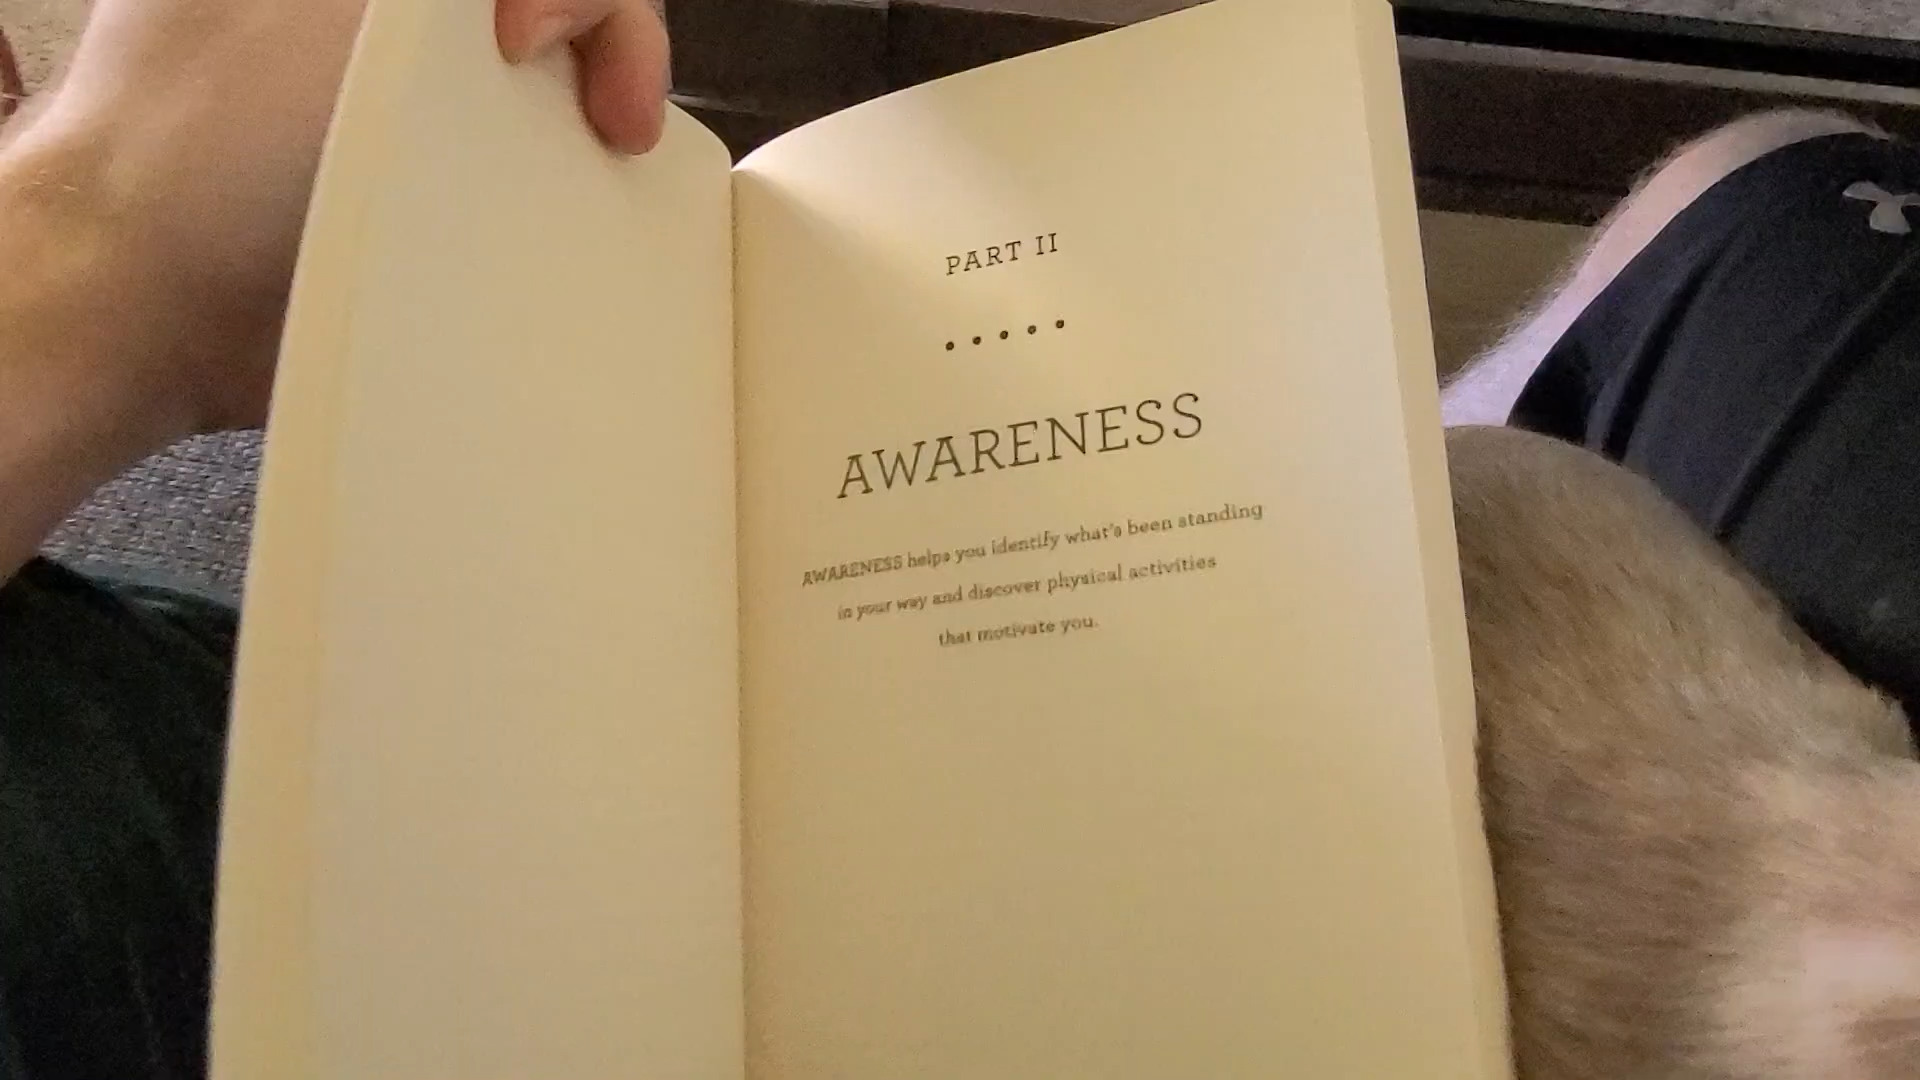 PART II
• • • • •
AWARENESS
AWARENESS helps you identify what's been standing
in your way and discover physical activities
that motivate you.